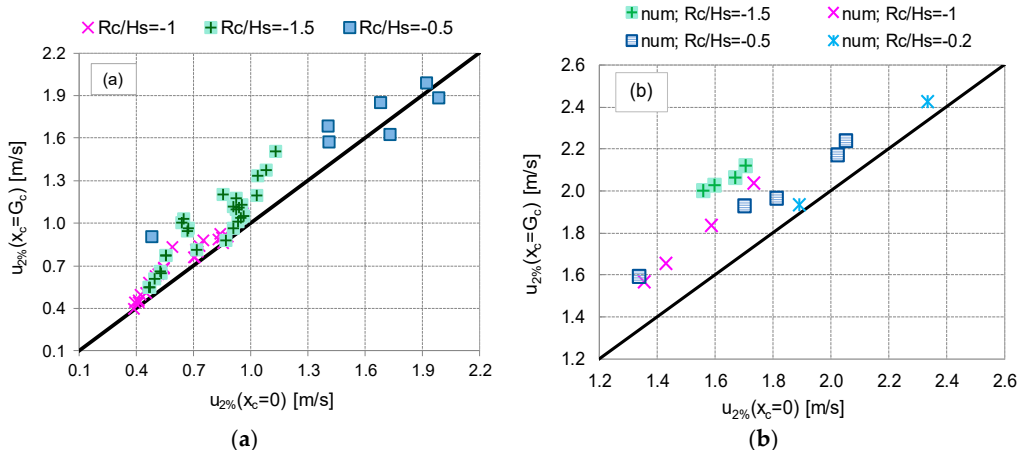 Rc/Hs=-1 Rc/Hs=-1.5 Rc/Hs=-0.5
(a)
2.2
1.9
1.6
1.3
1.0
0.7
0.4
0.1
0.1 0.4 0.7 1.0 1.3 1.6 1.9 2.2
u2%(xc=Gc) [m/s]
u2%(xc=0) [m/s]
(a)
num; Rc/Hs=-1.5 num; Rc/Hs=-1
num; Rc/Hs=-0.5 num; Rc/Hs=-0.2
(b)
2.6
2.4
2.2
2.0
1.8
1.6
1.4
1.2
1.2 1.4 1.6 1.8 2.0 2.2 2.4 2.6
u2%(xc=Gc) [m/s]
u2%(xc=0) [m/s]
(b)